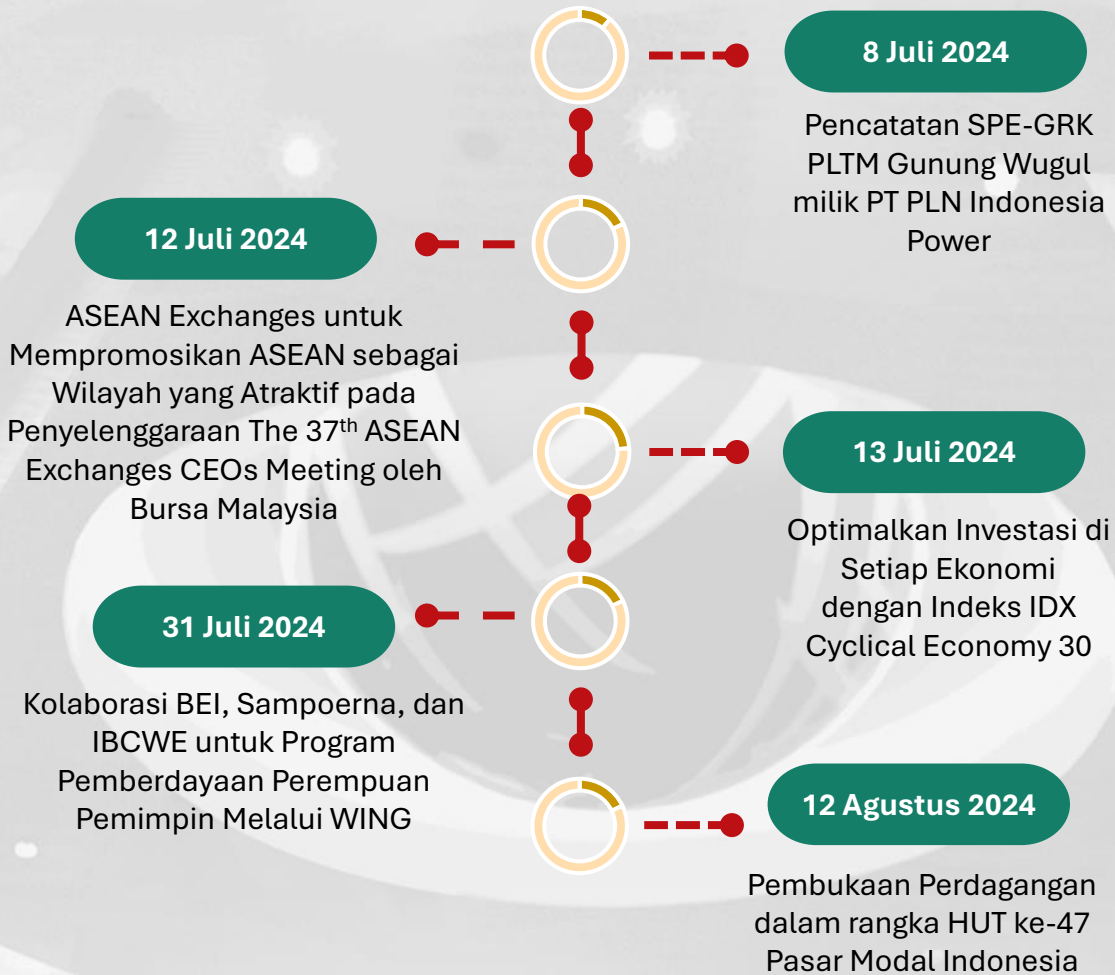 8 Juli 2024
Pencatatan SPE-GRK
PLTM Gunung Wugul
milik PT PLN Indonesia
Power
12 Juli 2024
ASEAN Exchanges untuk
Mempromosikan ASEAN sebagai
Wilayah yang Atraktif pada
Penyelenggaraan The 37th ASEAN
Exchanges CEOs Meeting oleh
Bursa Malaysia
13 Juli 2024
Optimalkan Investasi di
Setiap Ekonomi
dengan Indeks IDX
Cyclical Economy 30
31 Juli 2024
Kolaborasi BEI, Sampoerna, dan
IBCWE untuk Program
Pemberdayaan Perempuan
Pemimpin Melalui WING
12 Agustus 2024
Pembukaan Perdagangan
dalam rangka HUT ke-47
Pasar Modal Indonesia